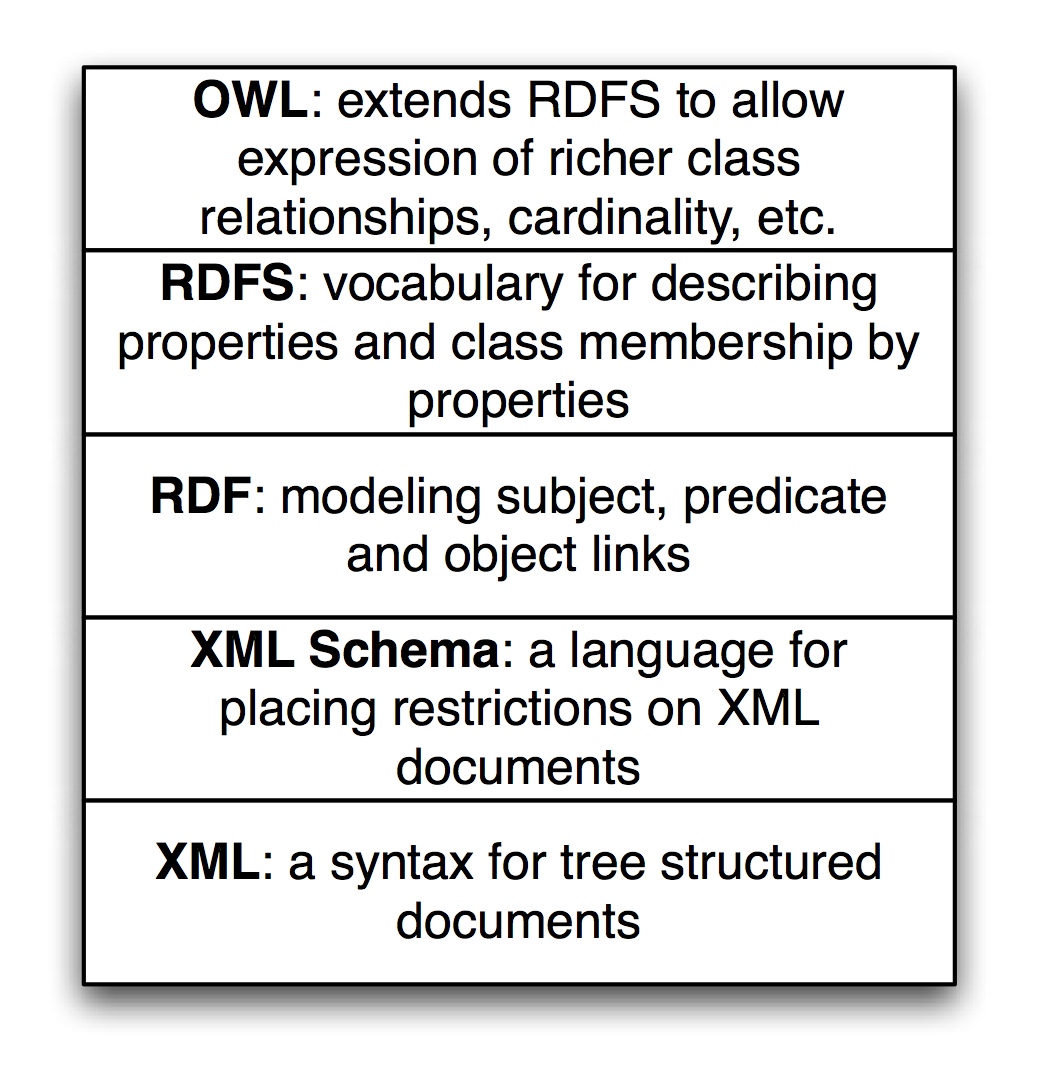 OWL: extends RDFS to allow
expression of richer class
relationships, cardinality, etc.
RDFS: vocabulary for describing
properties and class membership by
properties
RDF: modeling subject, predicate
and object links
XML Schema: a language for
placing restrictions on XML
documents
XML: a syntax for tree structured
documents